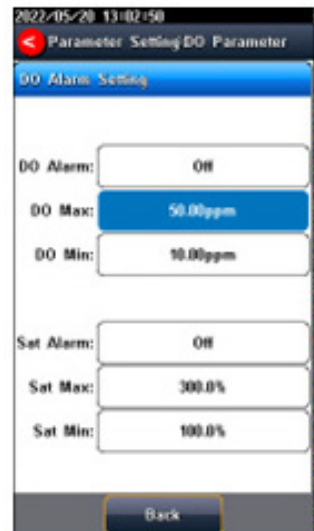 2022/05/20 13:02:50
< Parameter Setting\DO Parameter
DO Alarm Setting
DO Alarm: Off
DO Max: 50.00ppm
DO Min: 10.00ppm
Sat Alarm: Off
Sat Max: 300.0%
Sat Min: 100.0%
Back